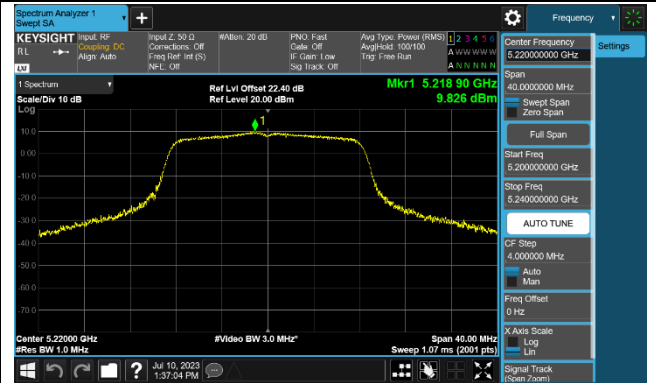 Spectrum Analyzer 1
Swept SA
Frequency
KEYSIGHT
RL
LXI
Input: RF
Coupling: DC
Align: Auto
Input Z: 50 Ω
Corrections: Off
Freq Ref: Int (S)
NFE: Off
#Atten: 20 dB
PNO: Fast
Gate: Off
IF Gain: Low
Sig Track: Off
Avg Type: Power (RMS)
Avg|Hold: 100/100
Trig: Free Run
1 2 3 4 5 6
A W W W W W
A N N N N N
1 Spectrum
Scale/Div 10 dB
Log
Ref Lvl Offset 22.40 dB
Ref Level 20.00 dBm
Mkr1 5.218 90 GHz
9.826 dBm
1
10.0
0.00
-10.0
-20.0
-30.0
-40.0
-50.0
-60.0
-70.0
Center 5.22000 GHz
#Res BW 1.0 MHz
#Video BW 3.0 MHz*
Span 40.00 MHz
Sweep 1.07 ms (2001 pts)
Jul 10, 2023
1:37:04 PM
Center Frequency
5.220000000 GHz
Settings
Span
40.0000000 MHz
Swept Span
Zero Span
Full Span
Start Freq
5.200000000 GHz
Stop Freq
5.240000000 GHz
AUTO TUNE
CF Step
4.000000 MHz
Auto
Man
Freq Offset
0 Hz
X Axis Scale
Log
Lin
Signal Track
(Span Zoom)